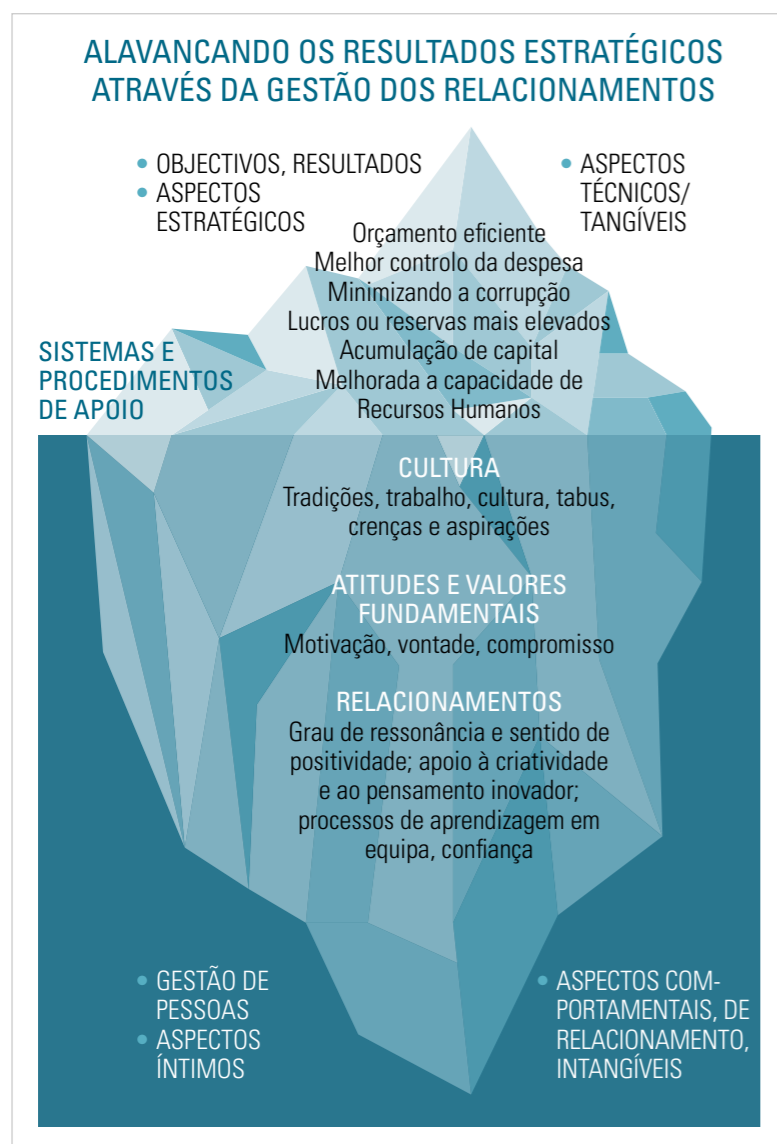 ALAVANCANDO OS RESULTADOS ESTRATÉGICOS
ATRAVÉS DA GESTÃO DOS RELACIONAMENTOS
• OBJECTIVOS, RESULTADOS
• ASPECTOS
ESTRATÉGICOS
• ASPECTOS
TÉCNICOS/
TANGÍVEIS
Orçamento eficiente
Melhor controlo da despesa
Minimizando a corrupção
Lucros ou reservas mais elevados
Acumulação de capital
Melhorada a capacidade de
Recursos Humanos
SISTEMAS E
PROCEDIMENTOS
DE APOIO
CULTURA
Tradições, trabalho, cultura, tabus,
crenças e aspirações
ATITUDES E VALORES
FUNDAMENTAIS
Motivação, vontade, compromisso
RELACIONAMENTOS
Grau de ressonância e sentido de
positividade; apoio à criatividade
e ao pensamento inovador;
processos de aprendizagem em
equipa, confiança
• GESTÃO DE
PESSOAS
• ASPECTOS
ÍNTIMOS
• ASPECTOS COM-
PORTAMENTAIS, DE
RELACIONAMENTO,
INTANGÍVEIS